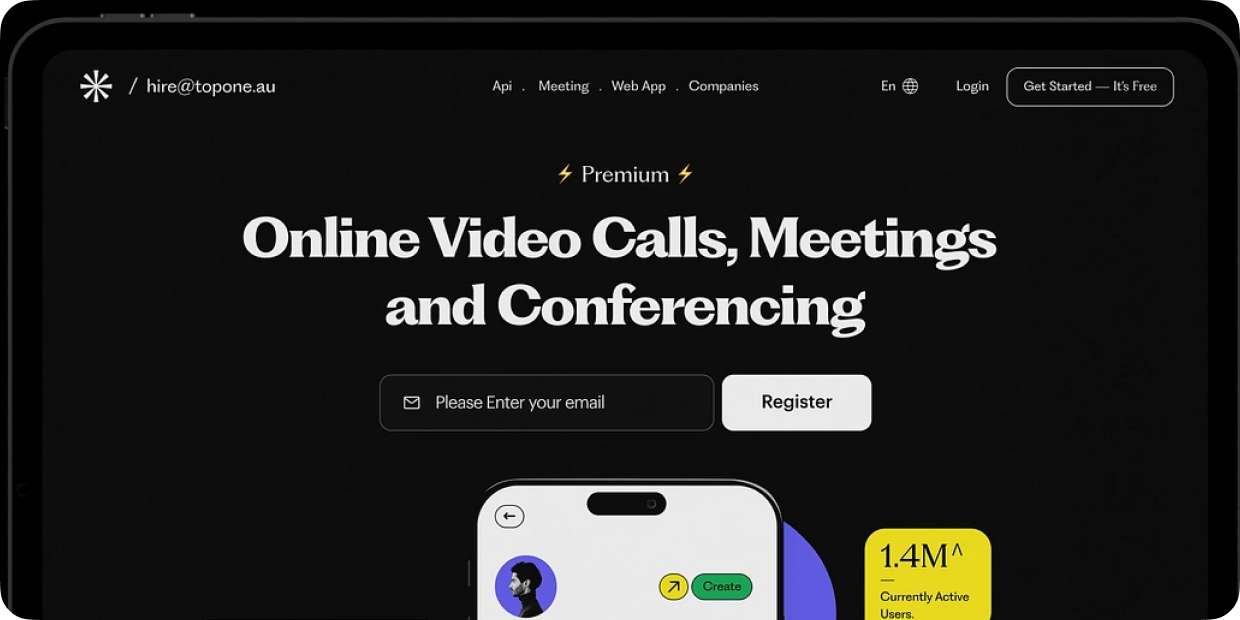 / hire@topone.au
Api . Meeting . Web App . Companies
En
Login
Get Started — It's Free
⚡ Premium ⚡
Online Video Calls, Meetings
and Conferencing
Please Enter your email
Register
Create
1.4M^
Currently Active
Users.